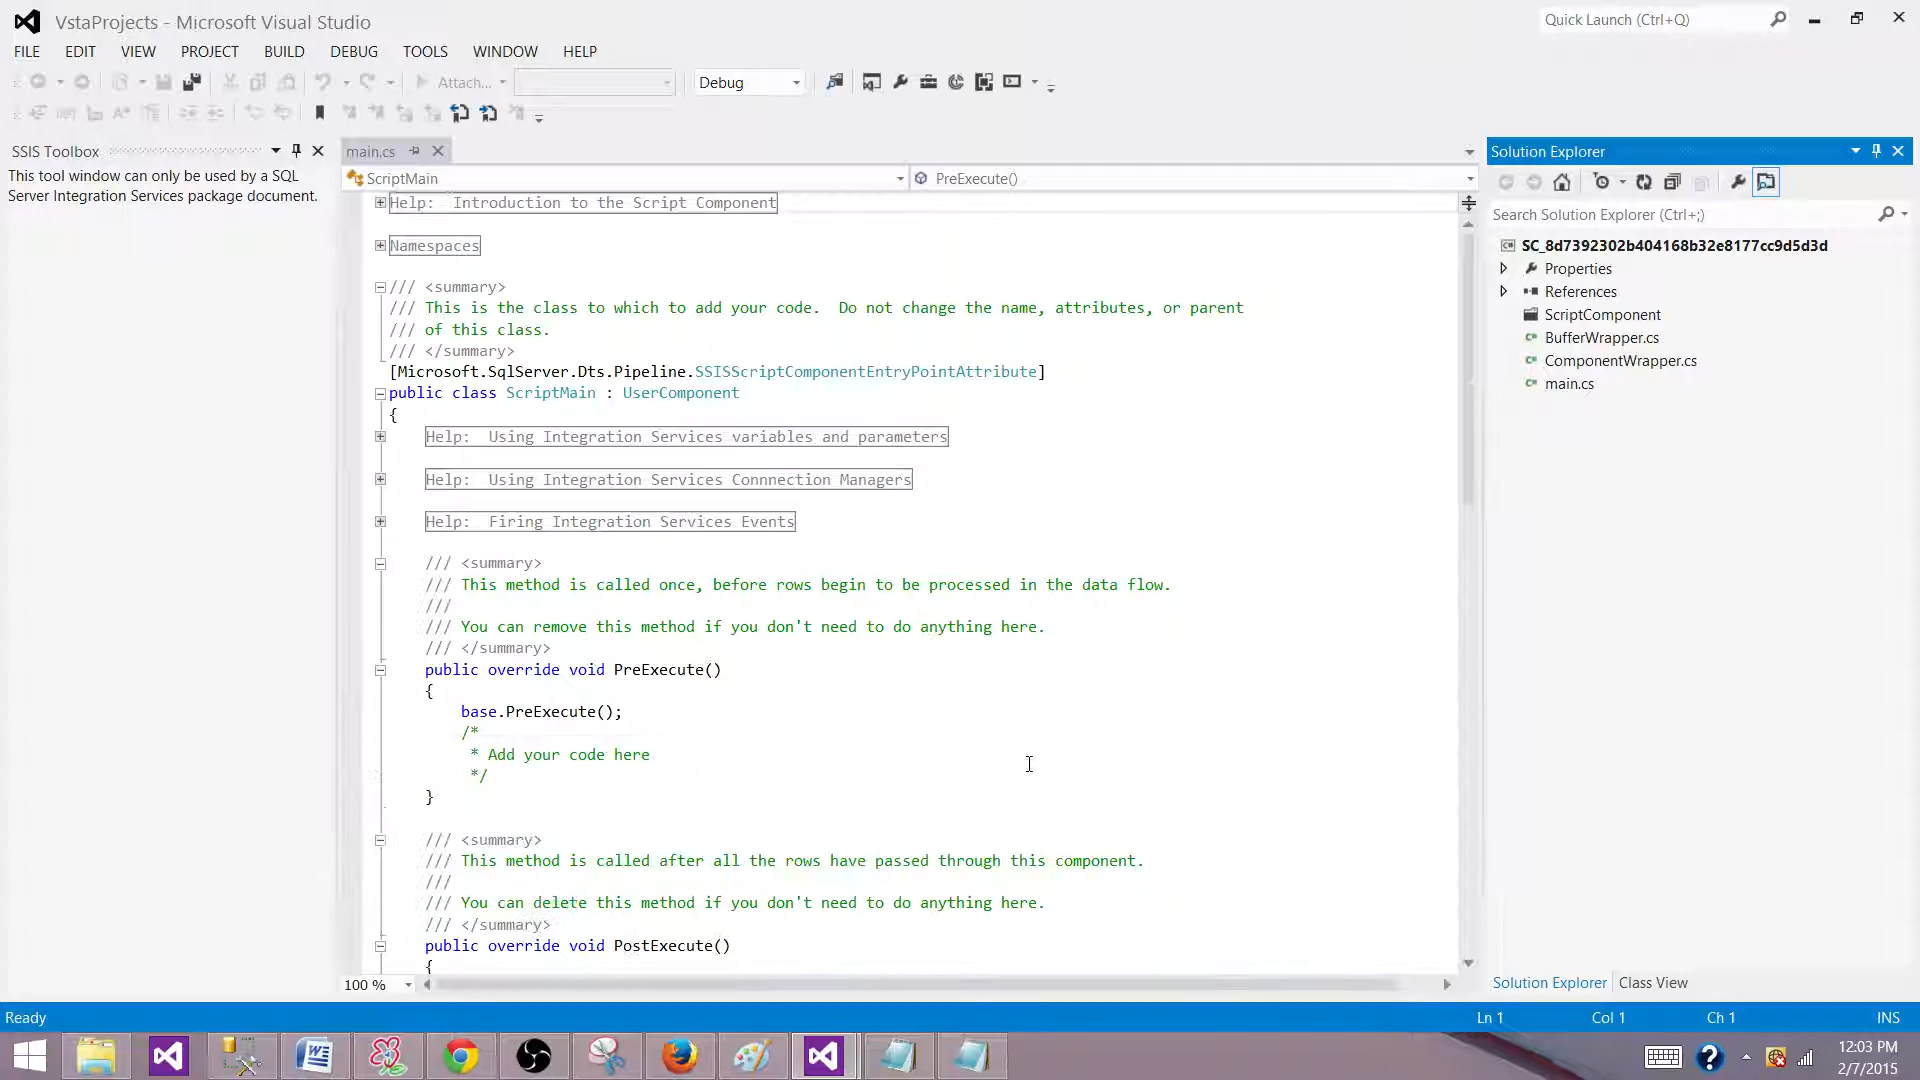 VstaProjects - Microsoft Visual Studio
Quick Launch (Ctrl+Q)
FILE EDIT VIEW PROJECT BUILD DEBUG TOOLS WINDOW HELP
Attach...
Debug
SSIS Toolbox
This tool window can only be used by a SQL
Server Integration Services package document.
main.cs
ScriptMain
PreExecute()
Help:  Introduction to the Script Component
Namespaces
/// <summary>
/// This is the class to which to add your code.  Do not change the name, attributes, or parent
/// of this class.
/// </summary>
[Microsoft.SqlServer.Dts.Pipeline.SSISScriptComponentEntryPointAttribute]
public class ScriptMain : UserComponent
{
Help:  Using Integration Services variables and parameters
Help:  Using Integration Services Connnection Managers
Help:  Firing Integration Services Events
/// <summary>
/// This method is called once, before rows begin to be processed in the data flow.
///
/// You can remove this method if you don't need to do anything here.
/// </summary>
public override void PreExecute()
{
base.PreExecute();
/*
* Add your code here
*/
}
/// <summary>
/// This method is called after all the rows have passed through this component.
///
/// You can delete this method if you don't need to do anything here.
/// </summary>
public override void PostExecute()
{
100 %
Solution Explorer
Search Solution Explorer (Ctrl+;)
SC_8d7392302b404168b32e8177cc9d5d3d
Properties
References
ScriptComponent
BufferWrapper.cs
ComponentWrapper.cs
main.cs
Solution Explorer Class View
Ready
Ln 1 Col 1 Ch 1 INS
12:03 PM
2/7/2015